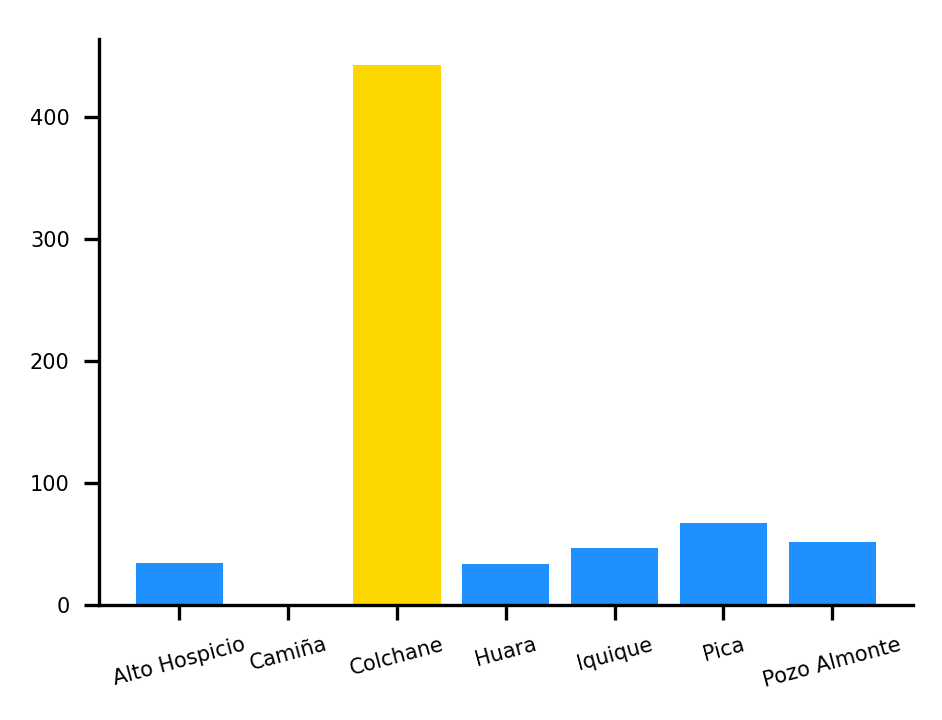 400
300
200
100
0
Alto Hospicio
Camiña
Colchane
Huara
Iquique
Pica
Pozo Almonte